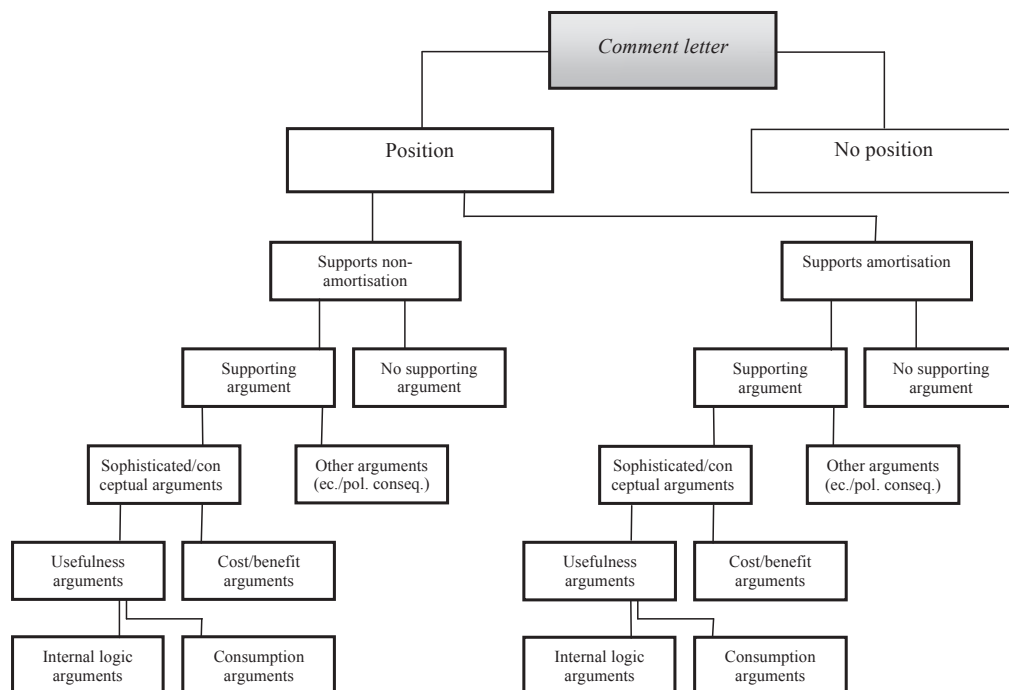 Comment letter
Position
No position
Supports non-
amortisation
Supports amortisation
Supporting
argument
No supporting
argument
Supporting
argument
No supporting
argument
Sophisticated/con
ceptual arguments
Other arguments
(ec./pol. conseq.)
Sophisticated/con
ceptual arguments
Other arguments
(ec./pol. conseq.)
Usefulness
arguments
Cost/benefit
arguments
Usefulness
arguments
Cost/benefit
arguments
Internal logic
arguments
Consumption
arguments
Internal logic
arguments
Consumption
arguments